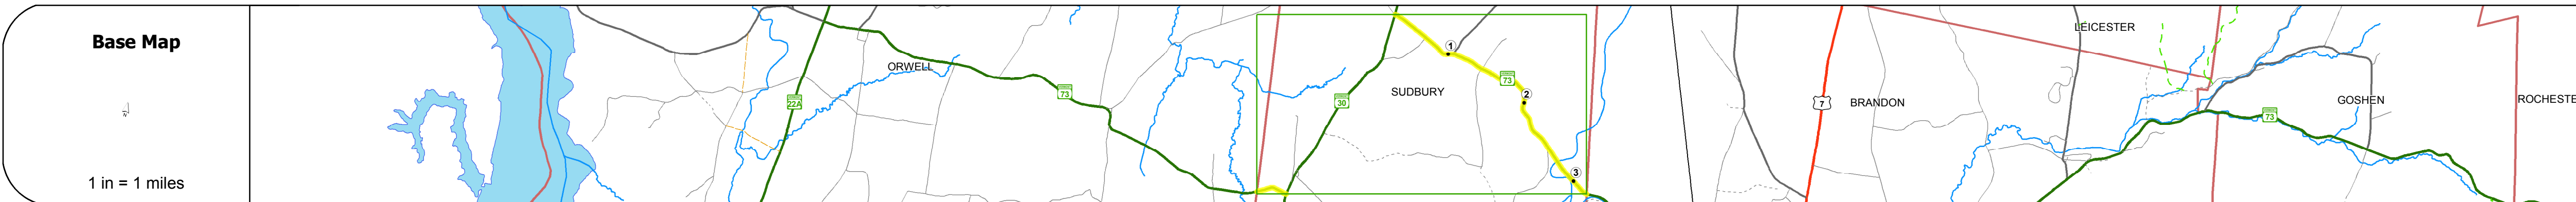 Base Map
1 in = 1 miles
ORWELL
22A
73
30
SUDBURY
1
73
2
3
7
BRANDON
LEICESTER
73
GOSHEN
ROCHESTE